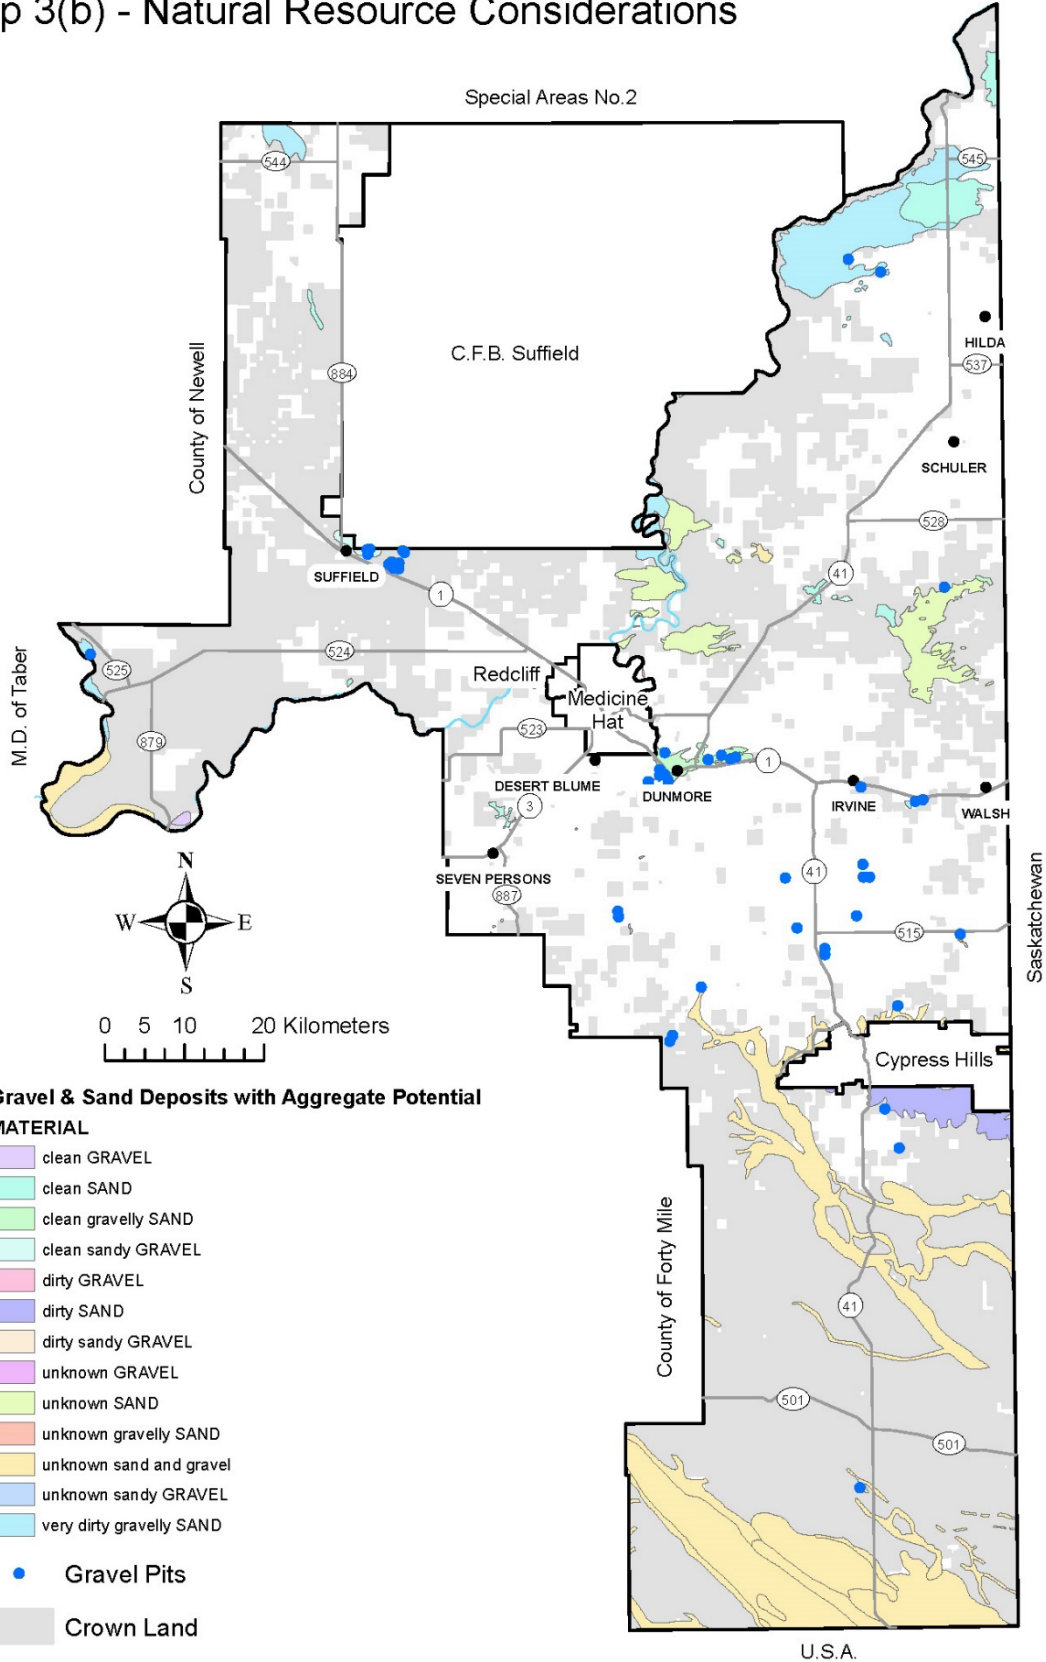 p 3(b) - Natural Resource Considerations
Special Areas No.2
544
545
County of Newell
884
C.F.B. Suffield
HILDA
537
SCHULER
528
SUFFIELD
1
41
M.D. of Taber
525
524
Redcliff
Medicine
Hat
879
523
1
DESERT BLUME
DUNMORE
IRVINE
WALSH
3
SEVEN PERSONS
887
41
515
Saskatchewan
N
W
E
S
0 5 10 20 Kilometers
Cypress Hills
Gravel & Sand Deposits with Aggregate Potential
MATERIAL
clean GRAVEL
clean SAND
clean gravelly SAND
clean sandy GRAVEL
dirty GRAVEL
dirty SAND
dirty sandy GRAVEL
unknown GRAVEL
unknown SAND
unknown gravelly SAND
unknown sand and gravel
unknown sandy GRAVEL
very dirty gravelly SAND
Gravel Pits
Crown Land
County of Forty Mile
41
501
501
U.S.A.